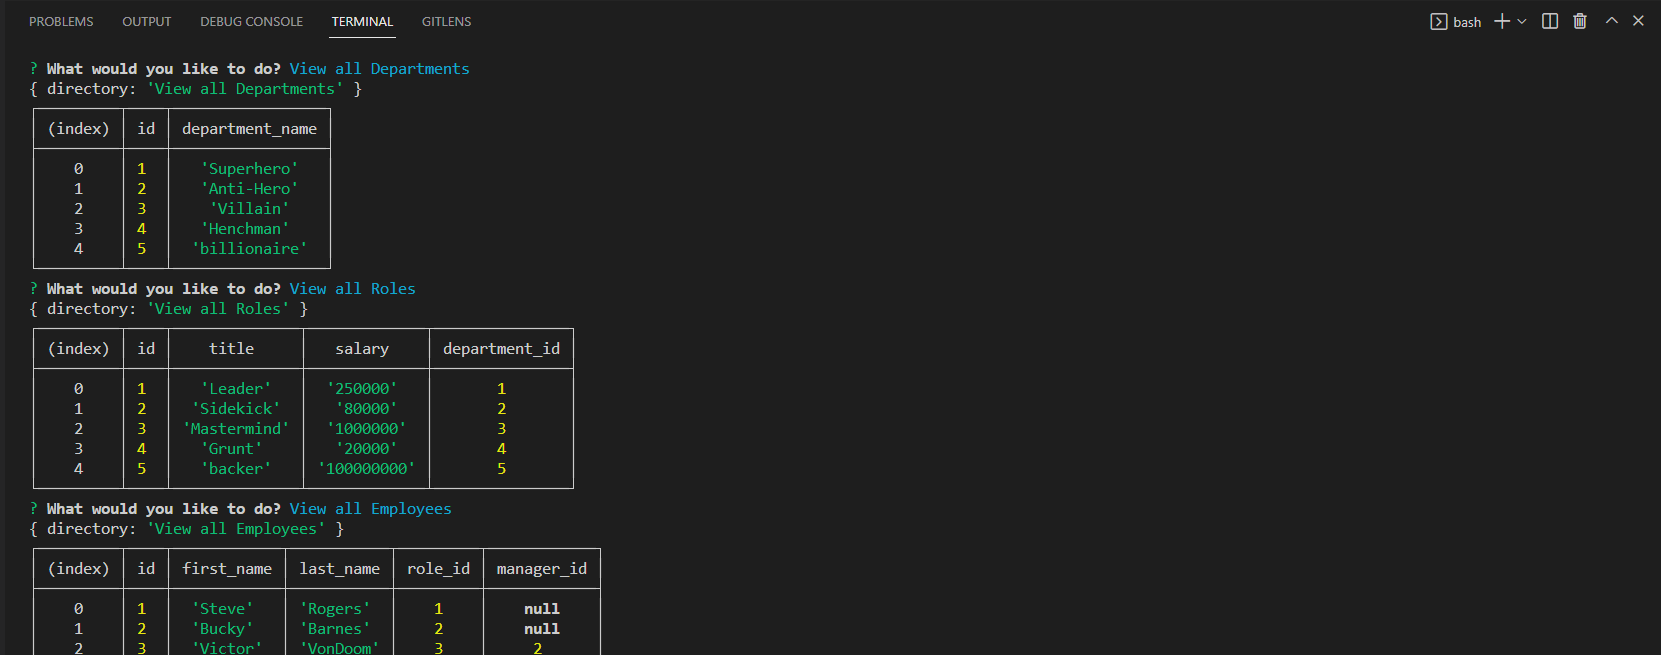 PROBLEMS OUTPUT DEBUG CONSOLE TERMINAL GITLENS bash
? What would you like to do? View all Departments
{ directory: 'View all Departments' }
(index) id department_name
0 1 'Superhero'
1 2 'Anti-Hero'
2 3 'Villain'
3 4 'Henchman'
4 5 'billionaire'
? What would you like to do? View all Roles
{ directory: 'View all Roles' }
(index) id title salary department_id
0 1 'Leader' '250000' 1
1 2 'Sidekick' '80000' 2
2 3 'Mastermind' '1000000' 3
3 4 'Grunt' '20000' 4
4 5 'backer' '100000000' 5
? What would you like to do? View all Employees
{ directory: 'View all Employees' }
(index) id first_name last_name role_id manager_id
0 1 'Steve' 'Rogers' 1 null
1 2 'Bucky' 'Barnes' 2 null
2 3 'Victor' 'VonDoom' 3 2